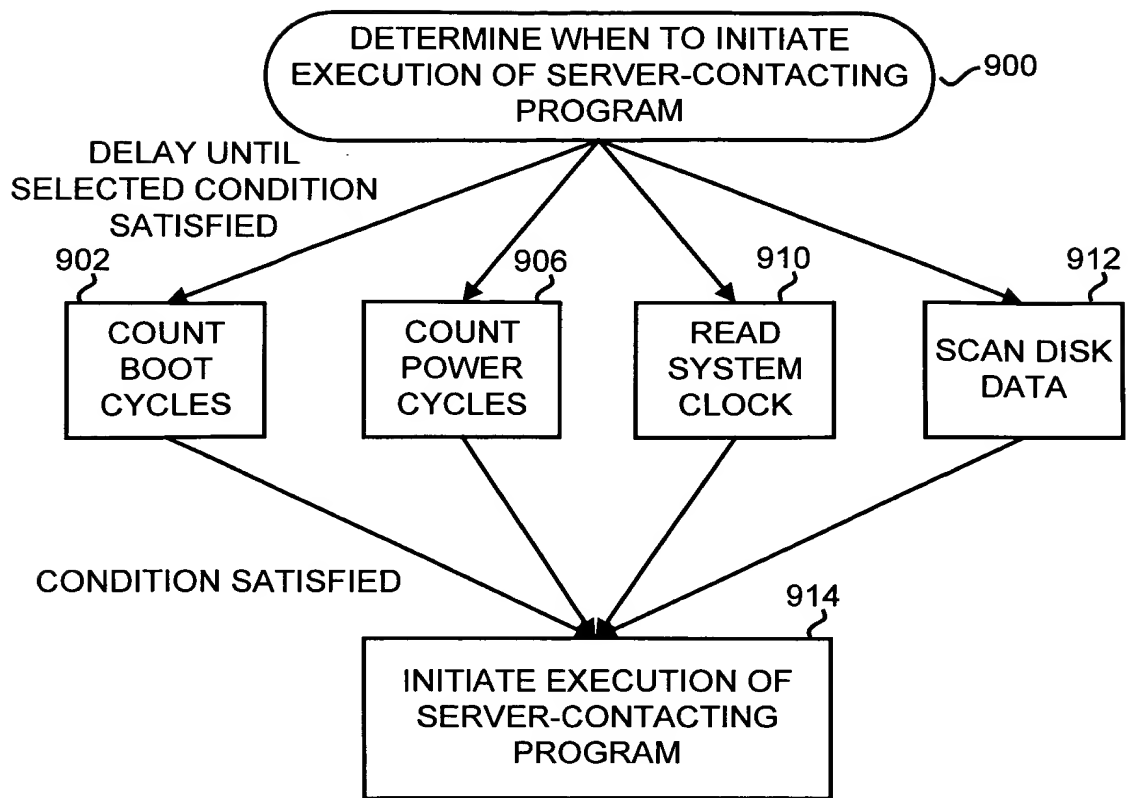 DETERMINE WHEN TO INITIATE
EXECUTION OF SERVER-CONTACTING
PROGRAM
900
DELAY UNTIL
SELECTED CONDITION
SATISFIED
902
906
910
912
COUNT
BOOT
CYCLES
COUNT
POWER
CYCLES
READ
SYSTEM
CLOCK
SCAN DISK
DATA
CONDITION SATISFIED
914
INITIATE EXECUTION OF
SERVER-CONTACTING
PROGRAM